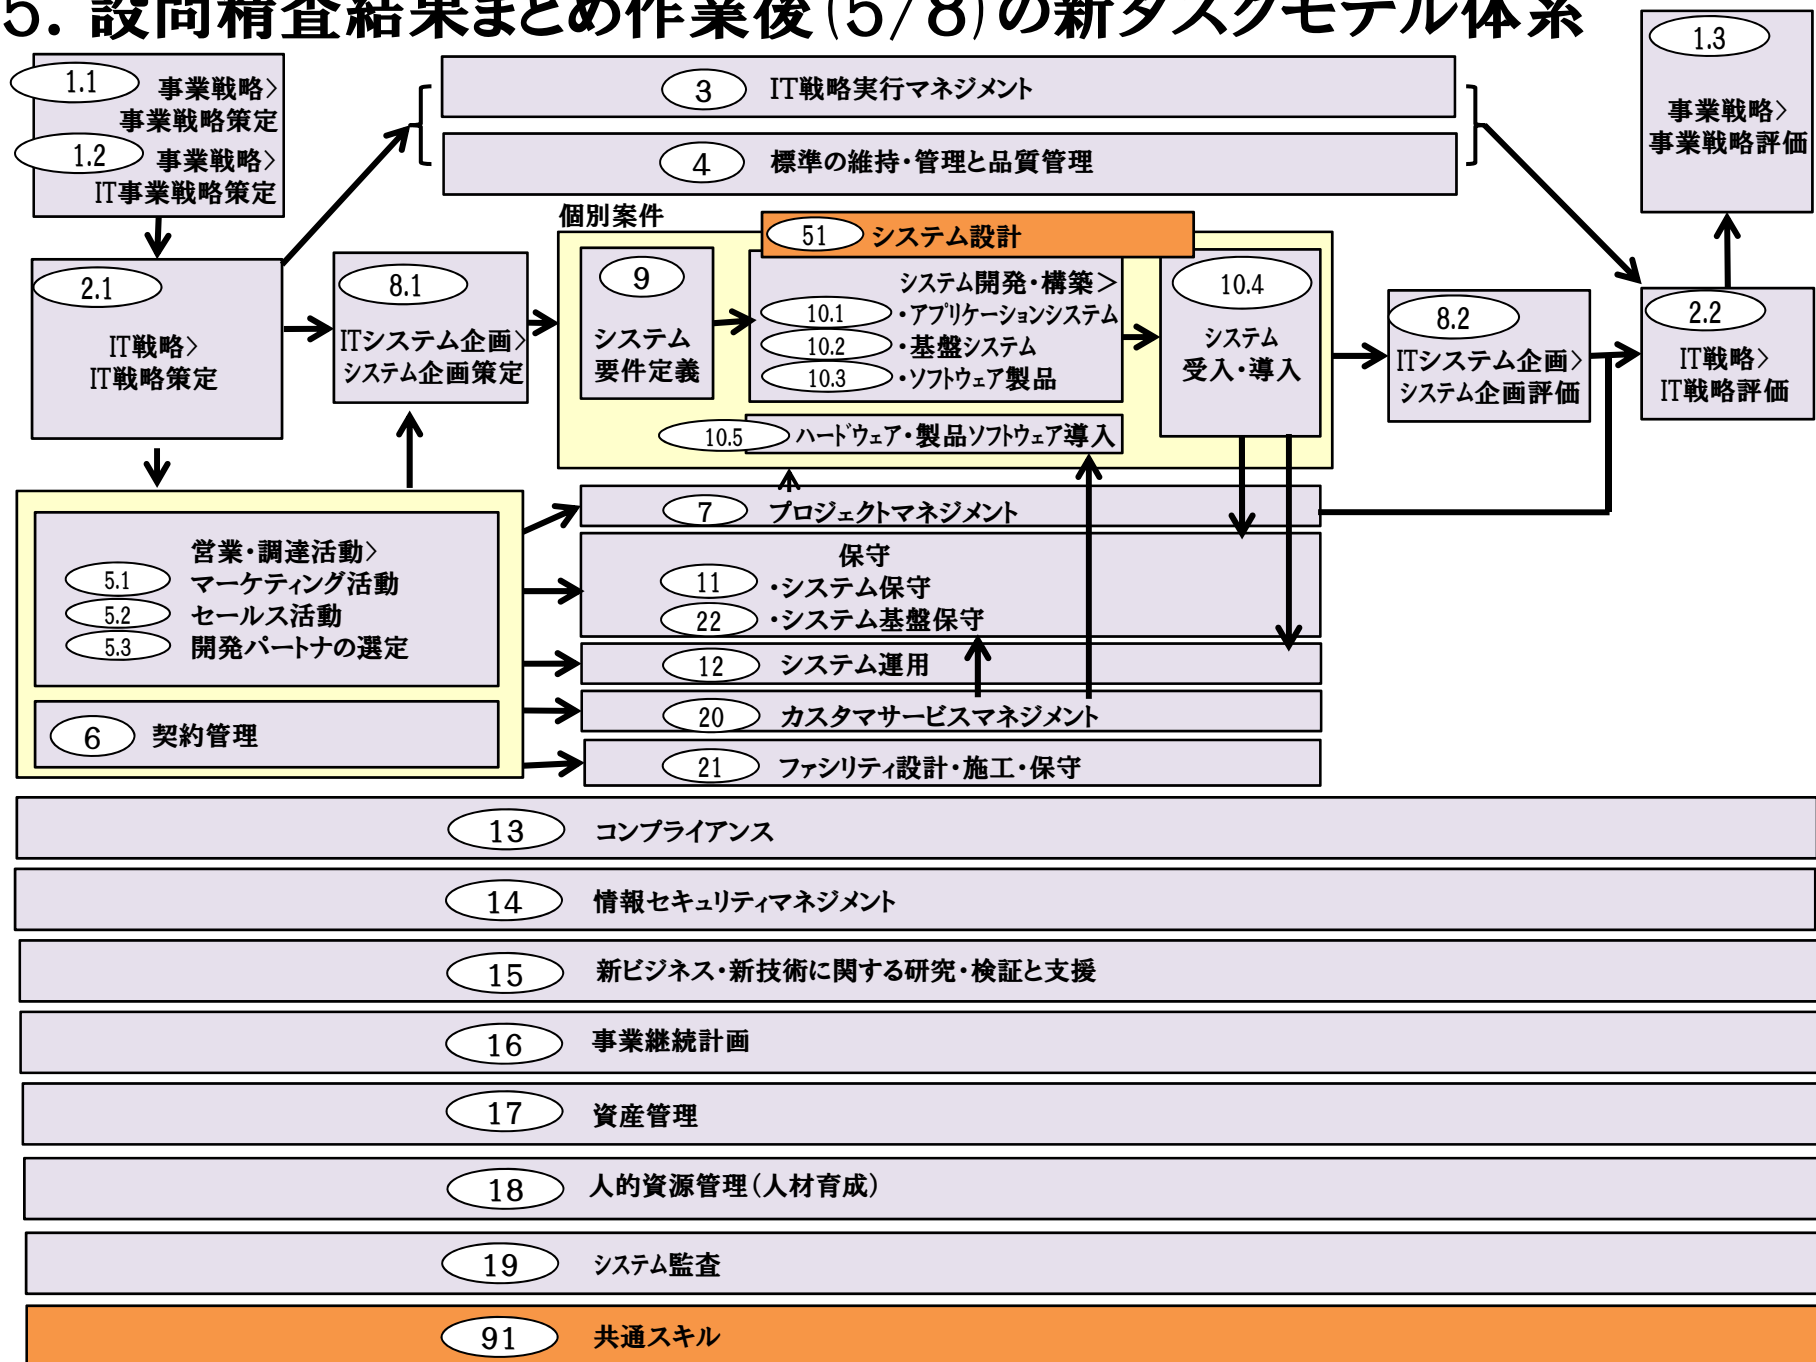 5. 設問精査結果まとめ作業後(5/8)の新タスクモデル体系
1.1 事業戦略>
事業戦略策定
1.2 事業戦略>
IT事業戦略策定
3 IT戦略実行マネジメント
4 標準の維持・管理と品質管理
1.3
事業戦略>
事業戦略評価
個別案件
51 システム設計
2.1
IT戦略>
IT戦略策定
8.1
ITシステム企画>
システム企画策定
9
システム
要件定義
システム開発・構築>
10.1 ・アプリケーションシステム
10.2 ・基盤システム
10.3 ・ソフトウェア製品
10.5 ハードウェア・製品ソフトウェア導入
10.4
システム
受入・導入
8.2
ITシステム企画>
システム企画評価
2.2
IT戦略>
IT戦略評価
営業・調達活動>
5.1 マーケティング活動
5.2 セールス活動
5.3 開発パートナの選定
6 契約管理
7 プロジェクトマネジメント
保守
11 ・システム保守
22 ・システム基盤保守
12 システム運用
20 カスタマサービスマネジメント
21 ファシリティ設計・施工・保守
13 コンプライアンス
14 情報セキュリティマネジメント
15 新ビジネス・新技術に関する研究・検証と支援
16 事業継続計画
17 資産管理
18 人的資源管理(人材育成)
19 システム監査
91 共通スキル